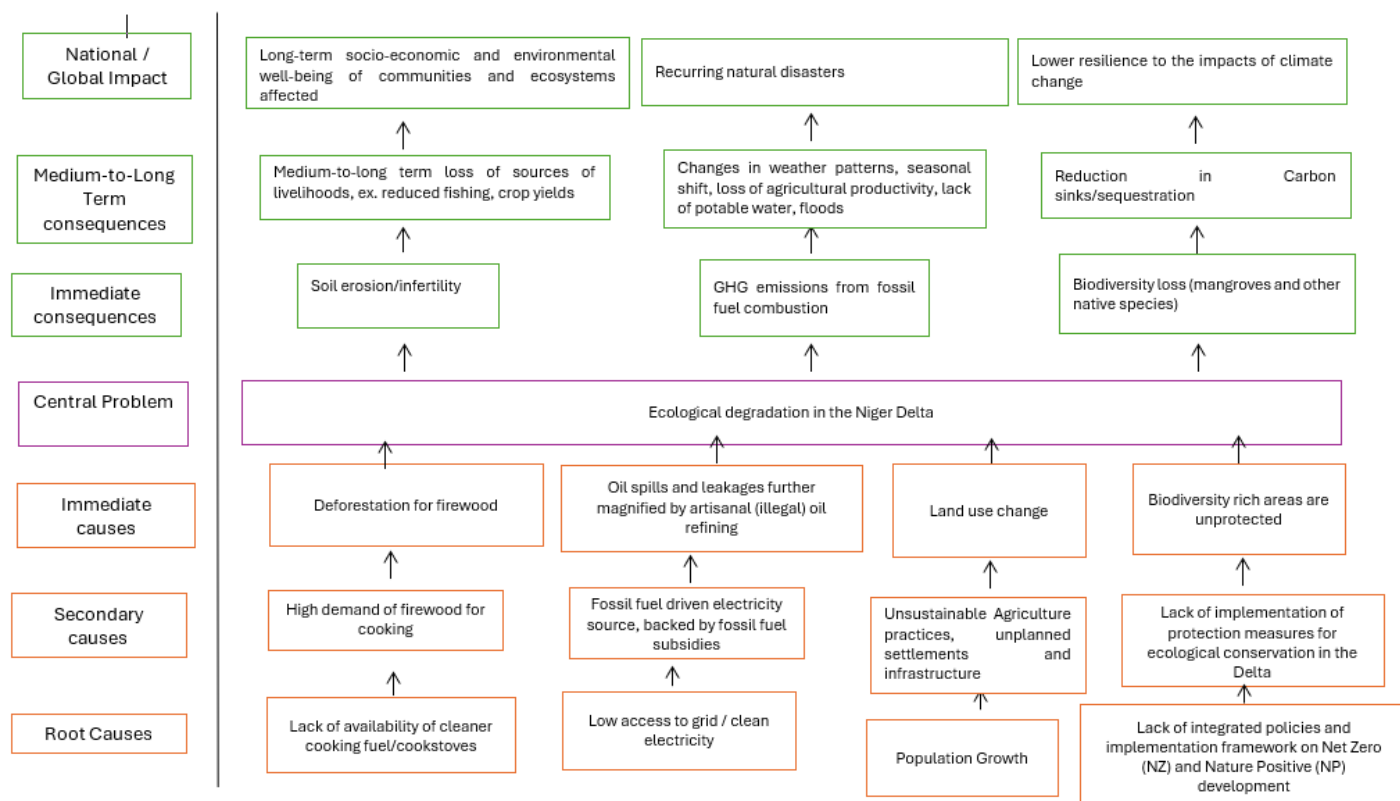 National /
Global Impact
Long-term socio-economic and environmental
well-being of communities and ecosystems
affected
Recurring natural disasters
Lower resilience to the impacts of climate
change
Medium-to-Long
Term
consequences
Medium-to-long term loss of sources of
livelihoods, ex. reduced fishing, crop yields
Changes in weather patterns, seasonal
shift, loss of agricultural productivity, lack
of potable water, floods
Reduction in Carbon
sinks/sequestration
Immediate
consequences
Soil erosion/infertility
GHG emissions from fossil
fuel combustion
Biodiversity loss (mangroves and other
native species)
Central Problem
Ecological degradation in the Niger Delta
Immediate
causes
Deforestation for firewood
Oil spills and leakages further
magnified by artisanal (illegal) oil
refining
Land use change
Biodiversity rich areas are
unprotected
Secondary
causes
High demand of firewood for
cooking
Fossil fuel driven electricity
source, backed by fossil fuel
subsidies
Unsustainable Agriculture
practices, unplanned
settlements and
infrastructure
Lack of implementation of
protection measures for
ecological conservation in the
Delta
Root Causes
Lack of availability of cleaner
cooking fuel/cookstoves
Low access to grid / clean
electricity
Population Growth
Lack of integrated policies and
implementation framework on Net Zero
(NZ) and Nature Positive (NP)
development